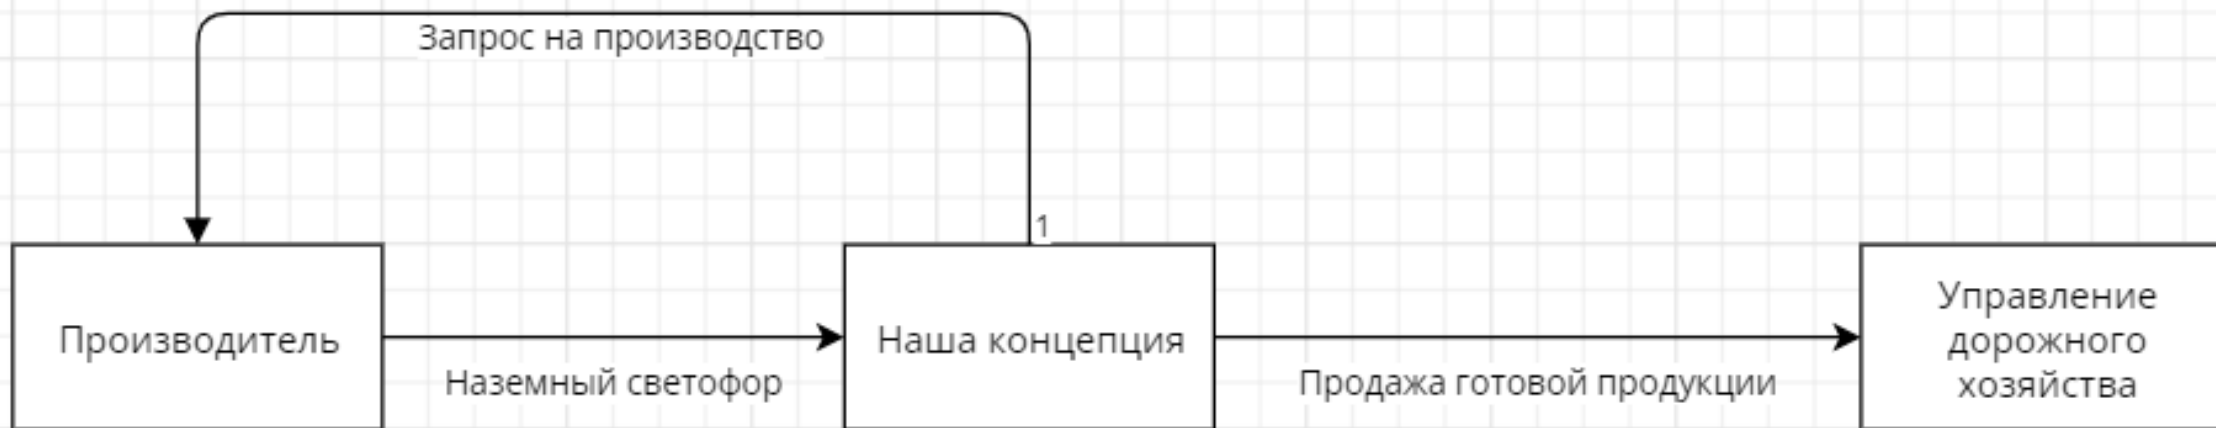 Запрос на производство
1
Производитель
Наземный светофор
Наша концепция
Продажа готовой продукции
Управление
дорожного
хозяйства